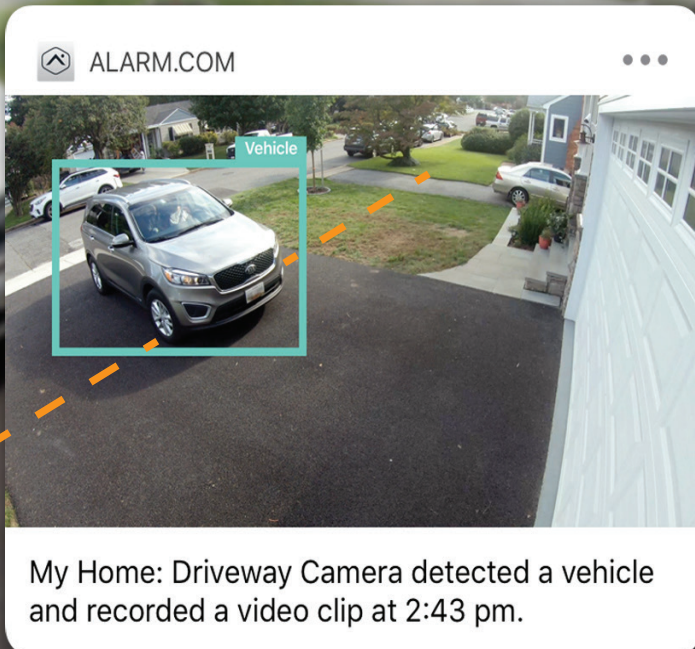 ALARM.COM
Vehicle
My Home: Driveway Camera detected a vehicle
and recorded a video clip at 2:43 pm.